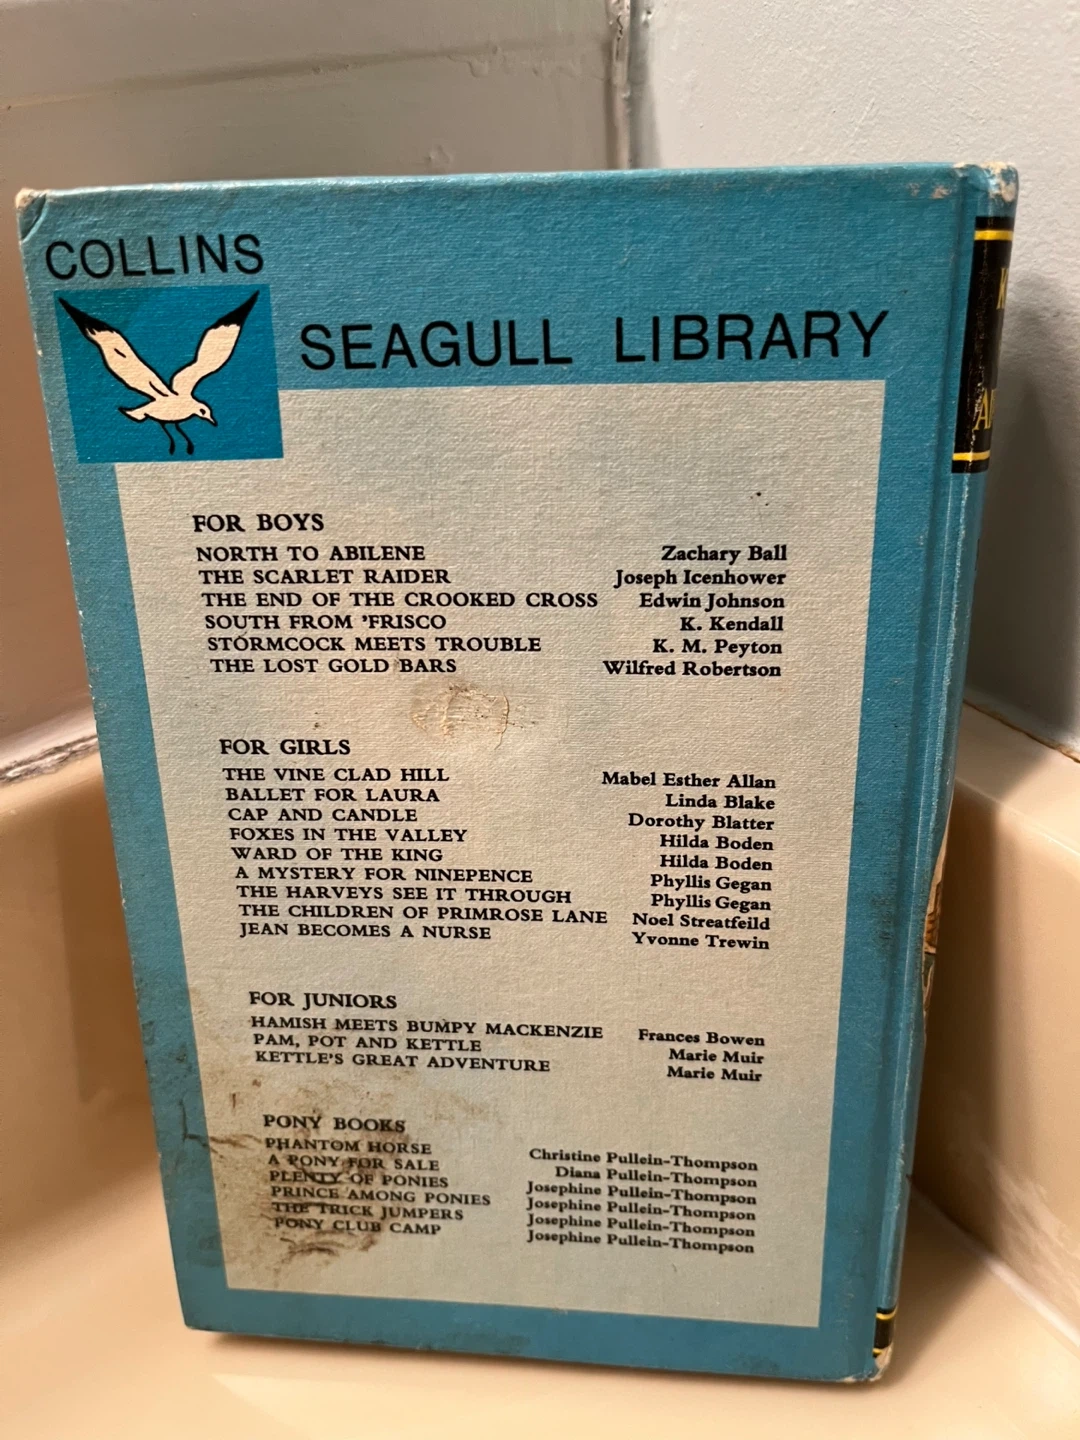 COLLINS
SEAGULL LIBRARY
FOR BOYS
NORTH TO ABILENE Zachary Ball
THE SCARLET RAIDER Joseph Icenhower
THE END OF THE CROOKED CROSS Edwin Johnson
SOUTH FROM 'FRISCO K. Kendall
STORMCOCK MEETS TROUBLE K. M. Peyton
THE LOST GOLD BARS Wilfred Robertson
FOR GIRLS
THE VINE CLAD HILL Mabel Esther Allan
BALLET FOR LAURA Linda Blake
CAP AND CANDLE Dorothy Blatter
FOXES IN THE VALLEY Hilda Boden
WARD OF THE KING Hilda Boden
A MYSTERY FOR NINEPENCE Phyllis Gegan
THE HARVEYS SEE IT THROUGH Phyllis Gegan
THE CHILDREN OF PRIMROSE LANE Noel Streatfeild
JEAN BECOMES A NURSE Yvonne Trewin
FOR JUNIORS
HAMISH MEETS BUMPY MACKENZIE Frances Bowen
PAM, POT AND KETTLE Marie Muir
KETTLE'S GREAT ADVENTURE Marie Muir
PONY BOOKS
PHANTOM HORSE Christine Pullein-Thompson
A PONY FOR SALE Diana Pullein-Thompson
PLENTY OF PONIES Josephine Pullein-Thompson
PRINCE AMONG PONIES Josephine Pullein-Thompson
THE TRICK JUMPERS Josephine Pullein-Thompson
PONY CLUB CAMP Josephine Pullein-Thompson